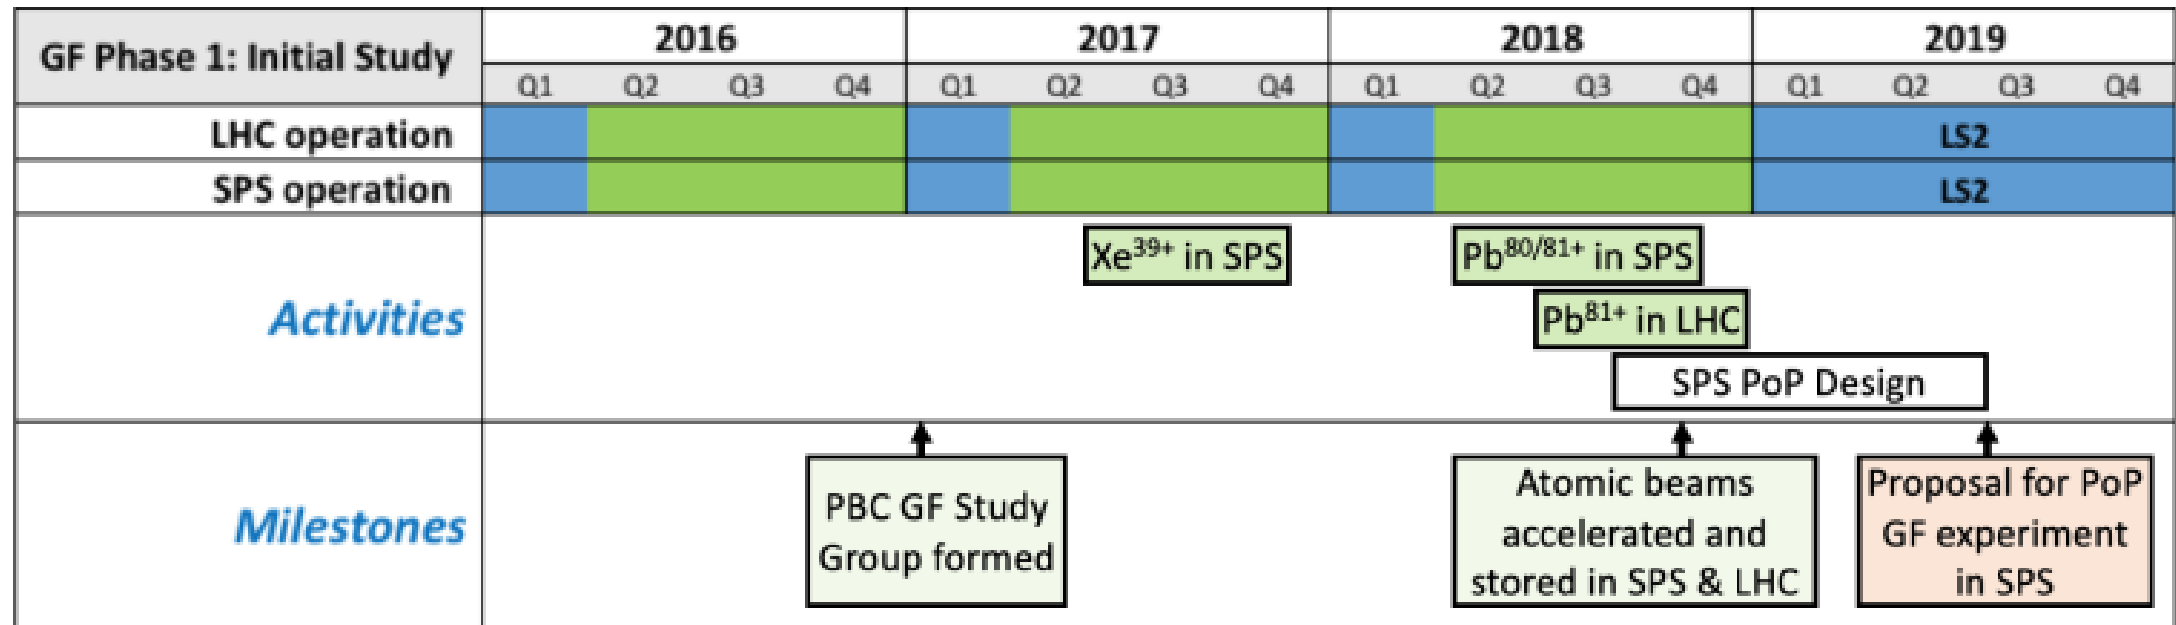 GF Phase 1: Initial Study
2016 2017 2018 2019
Q1 Q2 Q3 Q4 Q1 Q2 Q3 Q4 Q1 Q2 Q3 Q4 Q1 Q2 Q3 Q4
LHC operation LS2
SPS operation LS2
Activities
Xe³⁹⁺ in SPS
Pb⁸⁰/⁸¹⁺ in SPS
Pb⁸¹⁺ in LHC
SPS PoP Design
Milestones
PBC GF Study
Group formed
Atomic beams
accelerated and
stored in SPS & LHC
Proposal for PoP
GF experiment
in SPS